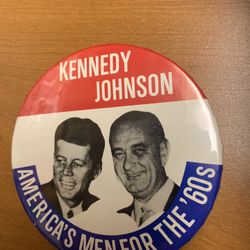 KENNEDY
JOHNSON
AMERICA'S MEN FOR THE '60s